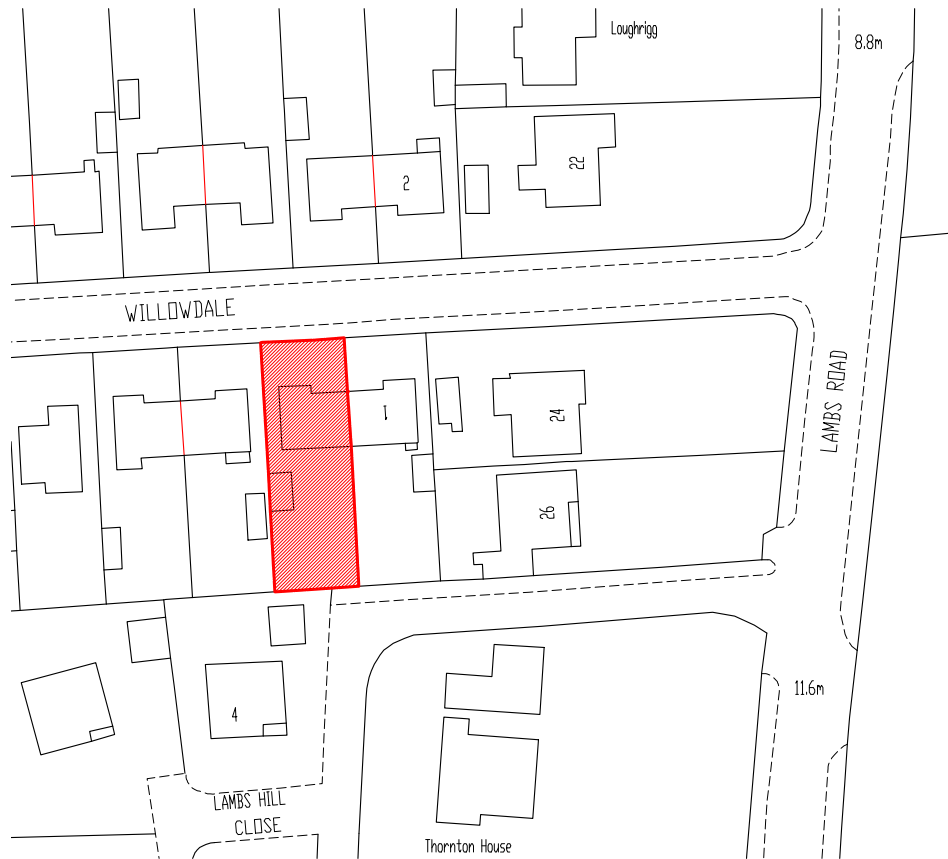 Loughrigg
8.8m
22
2
WILLOWDALE
LAMBS ROAD
1
24
26
11.6m
4
LAMBS HILL
CLOSE
Thornton House